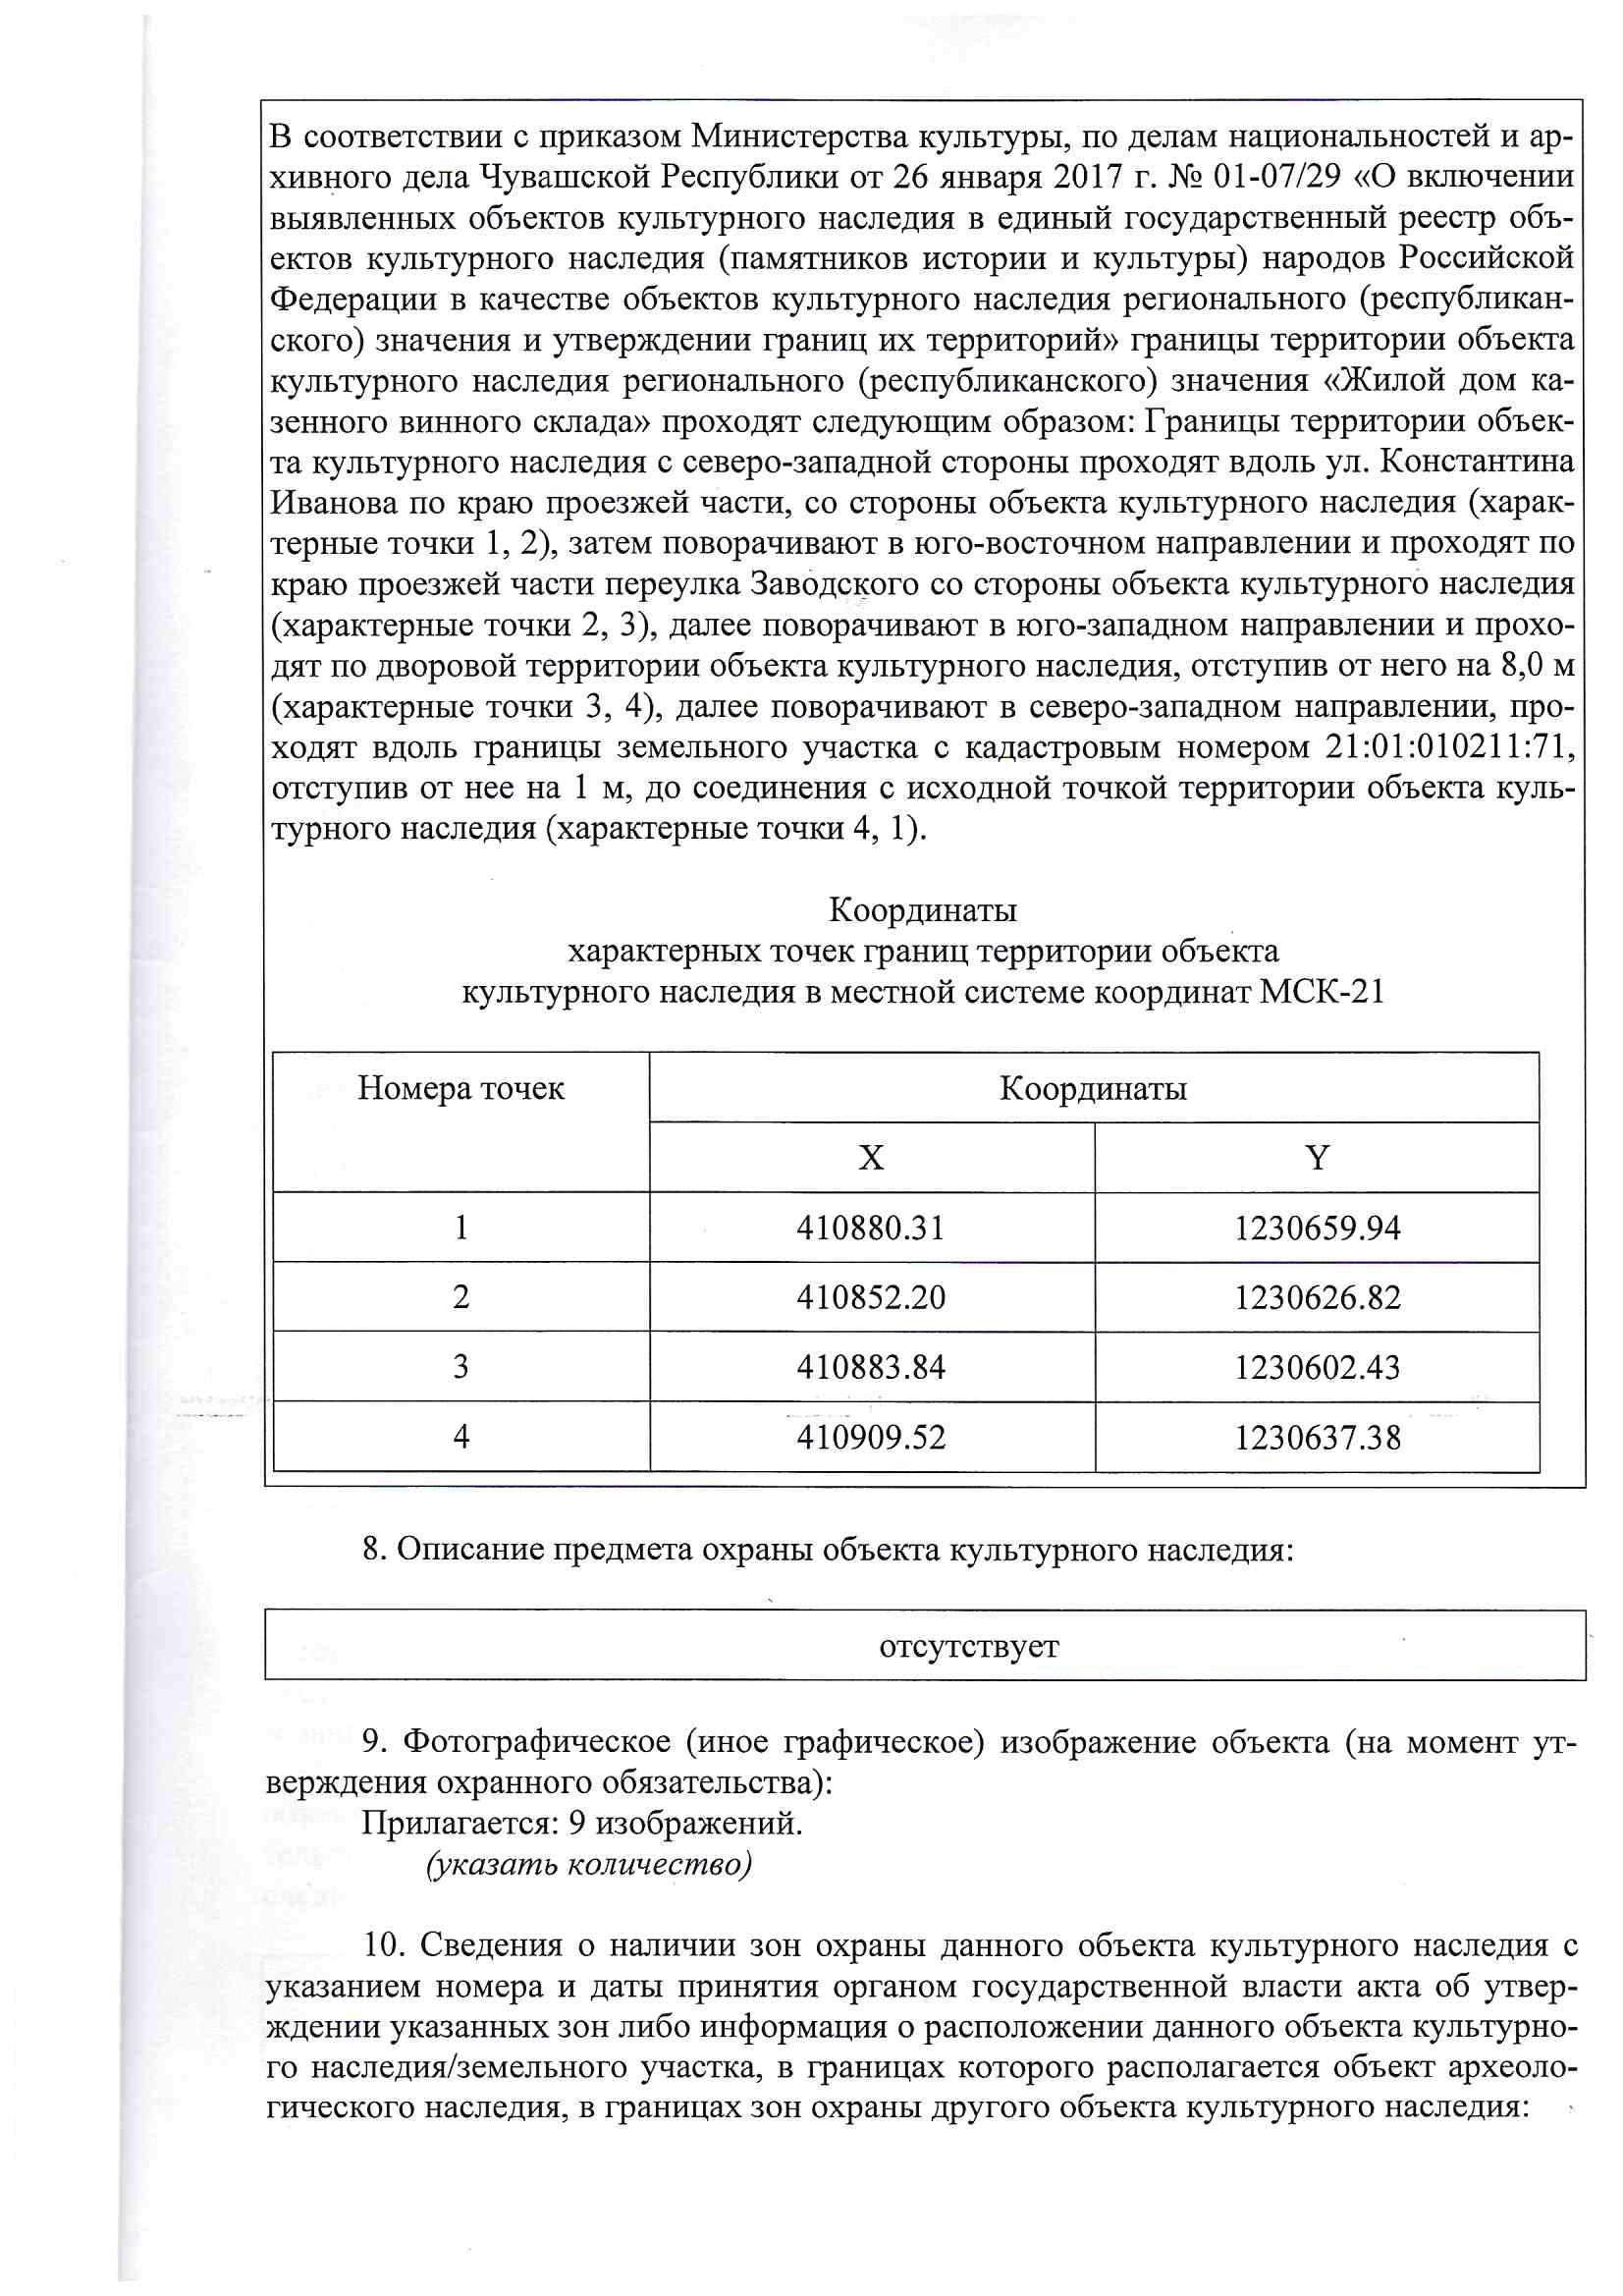 В соответствии с приказом Министерства культуры, по делам национальностей и ар-
хивного дела Чувашской Республики от 26 января 2017 г. № 01-07/29 «О включении
выявленных объектов культурного наследия в единый государственный реестр объ-
ектов культурного наследия (памятников истории и культуры) народов Российской
Федерации в качестве объектов культурного наследия регионального (республикан-
ского) значения и утверждении границ их территорий» границы территории объекта
культурного наследия регионального (республиканского) значения «Жилой дом ка-
зенного винного склада» проходят следующим образом: Границы территории объек-
та культурного наследия с северо-западной стороны проходят вдоль ул. Константина
Иванова по краю проезжей части, со стороны объекта культурного наследия (харак-
терные точки 1, 2), затем поворачивают в юго-восточном направлении и проходят по
краю проезжей части переулка Заводского со стороны объекта культурного наследия
(характерные точки 2, 3), далее поворачивают в юго-западном направлении и прохо-
дят по дворовой территории объекта культурного наследия, отступив от него на 8,0 м
(характерные точки 3, 4), далее поворачивают в северо-западном направлении, про-
ходят вдоль границы земельного участка с кадастровым номером 21:01:010211:71,
отступив от нее на 1 м, до соединения с исходной точкой территории объекта куль-
турного наследия (характерные точки 4, 1).
Координаты
характерных точек границ территории объекта
культурного наследия в местной системе координат МСК-21
Номера точек Координаты
X Y
1 410880.31 1230659.94
2 410852.20 1230626.82
3 410883.84 1230602.43
4 410909.52 1230637.38
8. Описание предмета охраны объекта культурного наследия:
отсутствует
9. Фотографическое (иное графическое) изображение объекта (на момент ут-
верждения охранного обязательства):
Прилагается: 9 изображений.
(указать количество)
10. Сведения о наличии зон охраны данного объекта культурного наследия с
указанием номера и даты принятия органом государственной власти акта об утвер-
ждении указанных зон либо информация о расположении данного объекта культурно-
го наследия/земельного участка, в границах которого располагается объект археоло-
гического наследия, в границах зон охраны другого объекта культурного наследия: